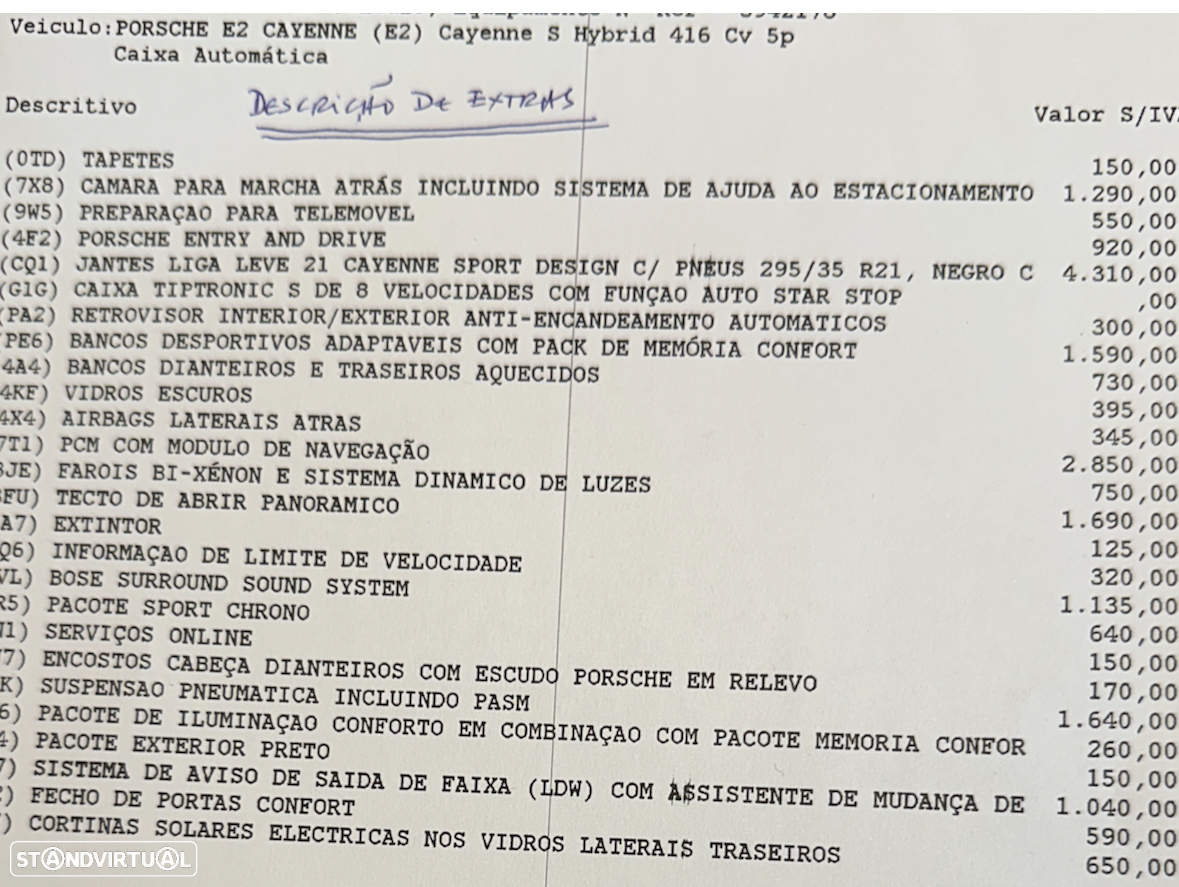 Veiculo:PORSCHE E2 CAYENNE (E2) Cayenne S Hybrid 416 Cv 5p
Caixa Automática
Descritivo DESCRIÇÃO DE EXTRAS Valor S/IVA
(0TD) TAPETES 150,00
(7X8) CAMARA PARA MARCHA ATRÁS INCLUINDO SISTEMA DE AJUDA AO ESTACIONAMENTO 1.290,00
(9W5) PREPARAÇAO PARA TELEMOVEL 550,00
(4F2) PORSCHE ENTRY AND DRIVE 920,00
(CQ1) JANTES LIGA LEVE 21 CAYENNE SPORT DESIGN C/ PNEUS 295/35 R21, NEGRO C 4.310,00
(G1G) CAIXA TIPTRONIC S DE 8 VELOCIDADES COM FUNÇAO AUTO STAR STOP ,00
(PA2) RETROVISOR INTERIOR/EXTERIOR ANTI-ENCANDEAMENTO AUTOMATICOS 300,00
(PE6) BANCOS DESPORTIVOS ADAPTAVEIS COM PACK DE MEMÓRIA CONFORT 1.590,00
4A4) BANCOS DIANTEIROS E TRASEIROS AQUECIDOS 730,00
4KF) VIDROS ESCUROS 395,00
4X4) AIRBAGS LATERAIS ATRAS 345,00
7T1) PCM COM MODULO DE NAVEGAÇÃO 2.850,00
8JE) FAROIS BI-XÉNON E SISTEMA DINAMICO DE LUZES 750,00
FU) TECTO DE ABRIR PANORAMICO 1.690,00
A7) EXTINTOR 125,00
Q6) INFORMAÇAO DE LIMITE DE VELOCIDADE 320,00
VL) BOSE SURROUND SOUND SYSTEM 1.135,00
R5) PACOTE SPORT CHRONO 640,00
1) SERVIÇOS ONLINE 150,00
7) ENCOSTOS CABEÇA DIANTEIROS COM ESCUDO PORSCHE EM RELEVO 170,00
K) SUSPENSAO PNEUMATICA INCLUINDO PASM 1.640,00
6) PACOTE DE ILUMINAÇAO CONFORTO EM COMBINAÇAO COM PACOTE MEMORIA CONFOR 260,00
4) PACOTE EXTERIOR PRETO 150,00
7) SISTEMA DE AVISO DE SAIDA DE FAIXA (LDW) COM ASSISTENTE DE MUDANÇA DE 1.040,00
) FECHO DE PORTAS CONFORT 590,00
) CORTINAS SOLARES ELECTRICAS NOS VIDROS LATERAIS TRASEIROS 650,00
STANDVIRTUAL